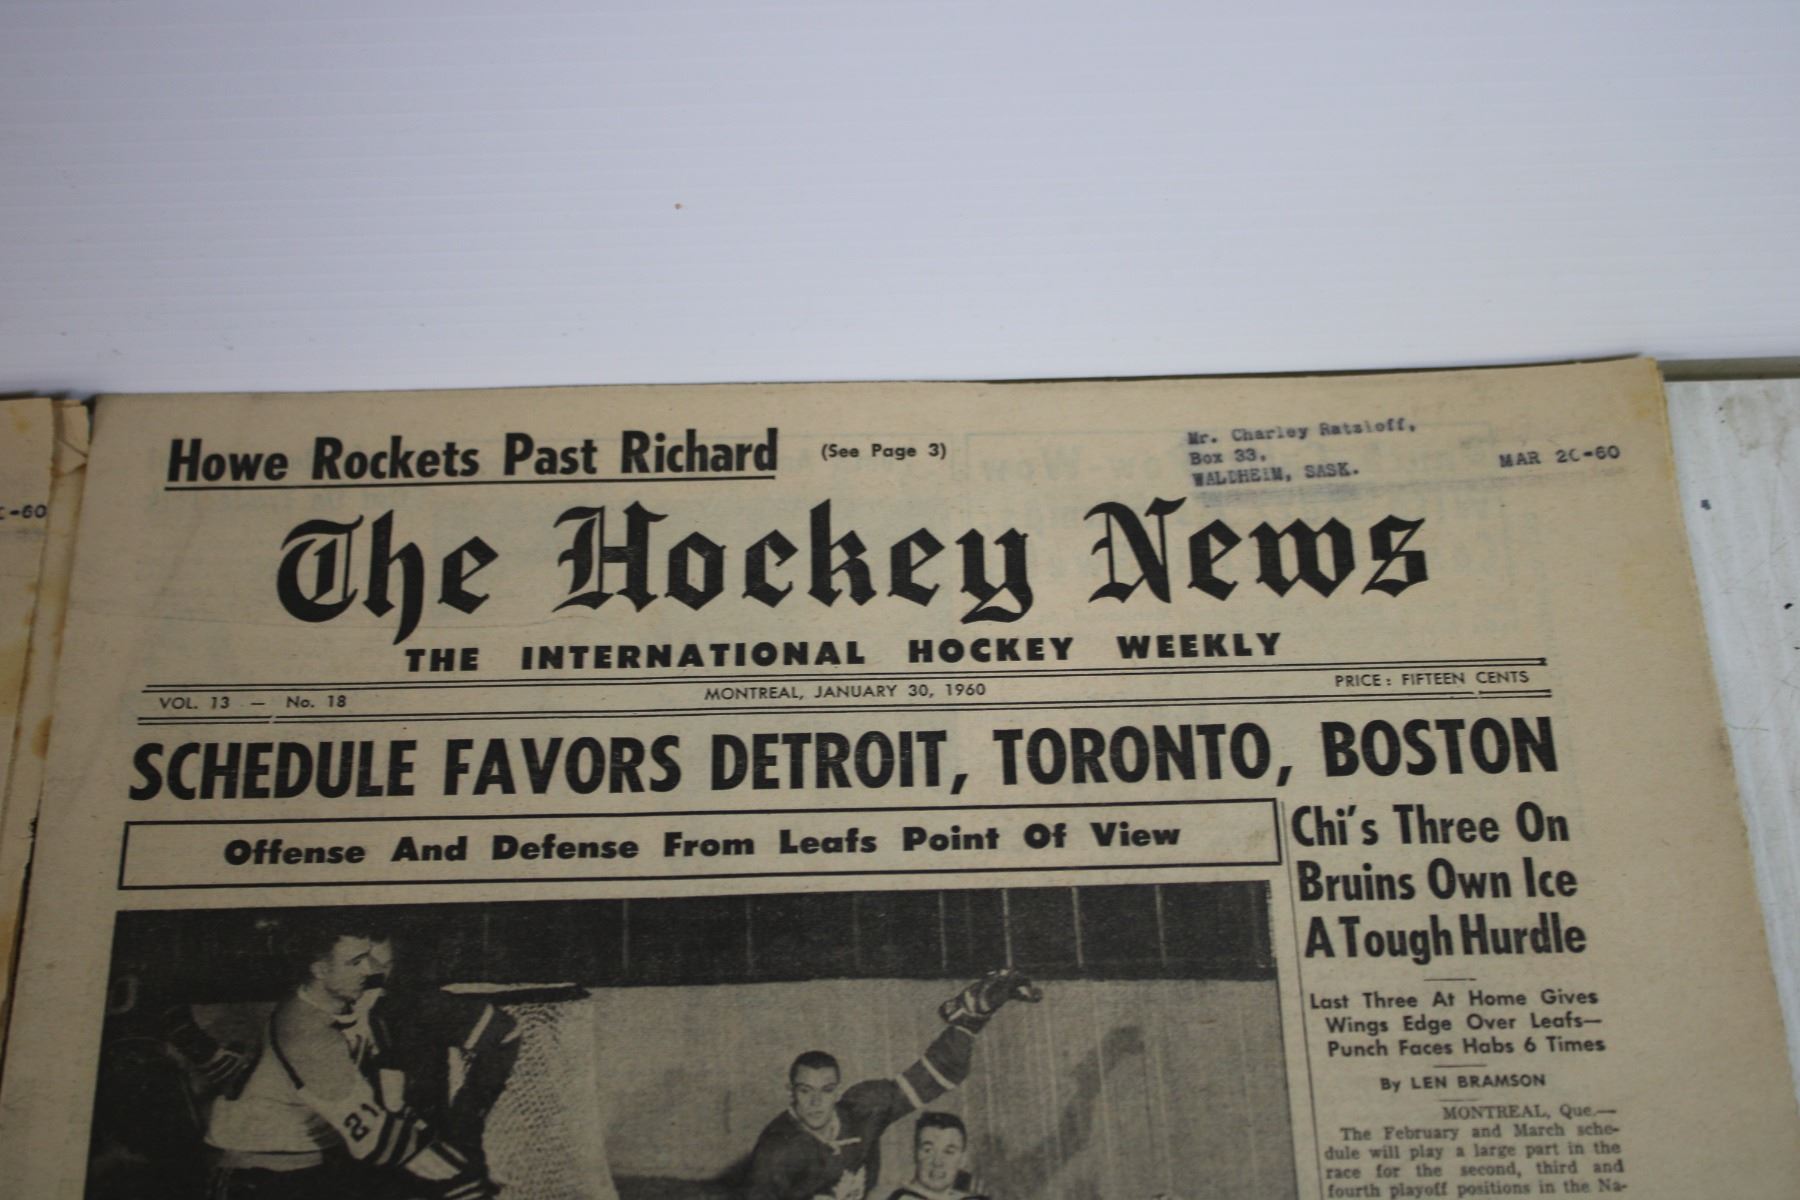 C-60
Howe Rockets Past Richard (See Page 3)
Mr. Charley Ratzloff,
Box 33,
WALDHEIM, SASK.
MAR 20-60
The Hockey News
THE INTERNATIONAL HOCKEY WEEKLY
VOL. 13 — No. 18 MONTREAL, JANUARY 30, 1960 PRICE: FIFTEEN CENTS
SCHEDULE FAVORS DETROIT, TORONTO, BOSTON
Offense And Defense From Leafs Point Of View
21
Chi's Three On
Bruins Own Ice
A Tough Hurdle
Last Three At Home Gives
Wings Edge Over Leafs—
Punch Faces Habs 6 Times
By LEN BRAMSON
MONTREAL, Que.—
The February and March sche-
dule will play a large part in the
race for the second, third and
fourth playoff positions in the Na-